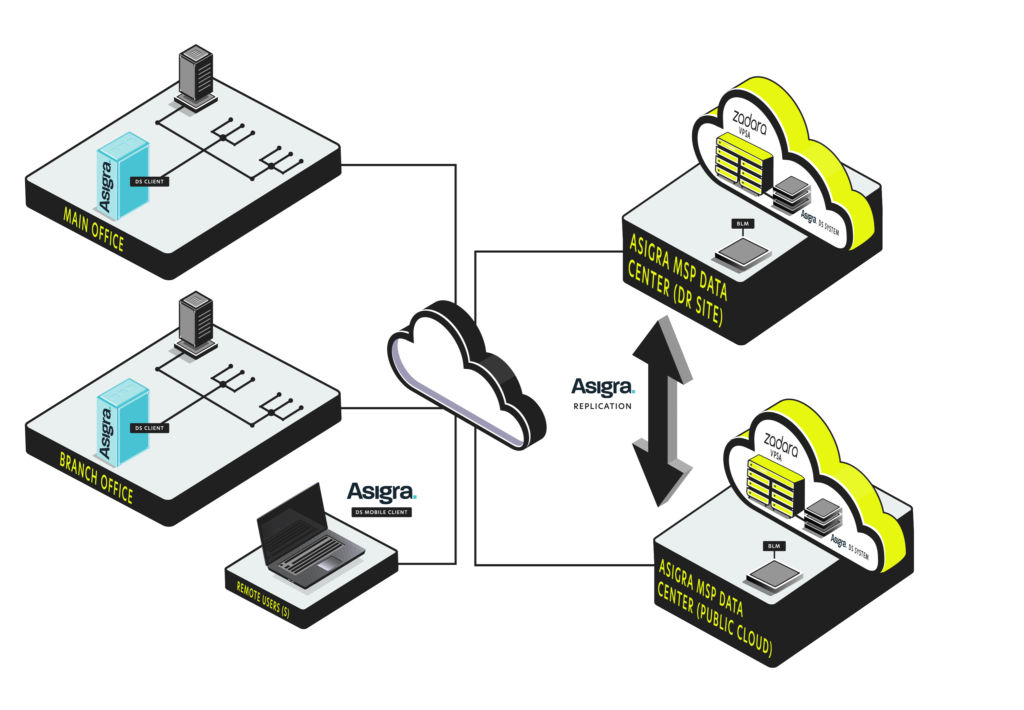 Asigra
DS CLIENT
MAIN OFFICE
Asigra
DS CLIENT
BRANCH OFFICE
Asigra.
DS MOBILE CLIENT
REMOTE USERS (S)
zadara
VPSA
Asigra. DS SYSTEM
BLM
ASIGRA MSP DATA
CENTER (DR SITE)
Asigra.
REPLICATION
zadara
VPSA
Asigra. DS SYSTEM
BLM
ASIGRA MSP DATA
CENTER (PUBLIC CLOUD)